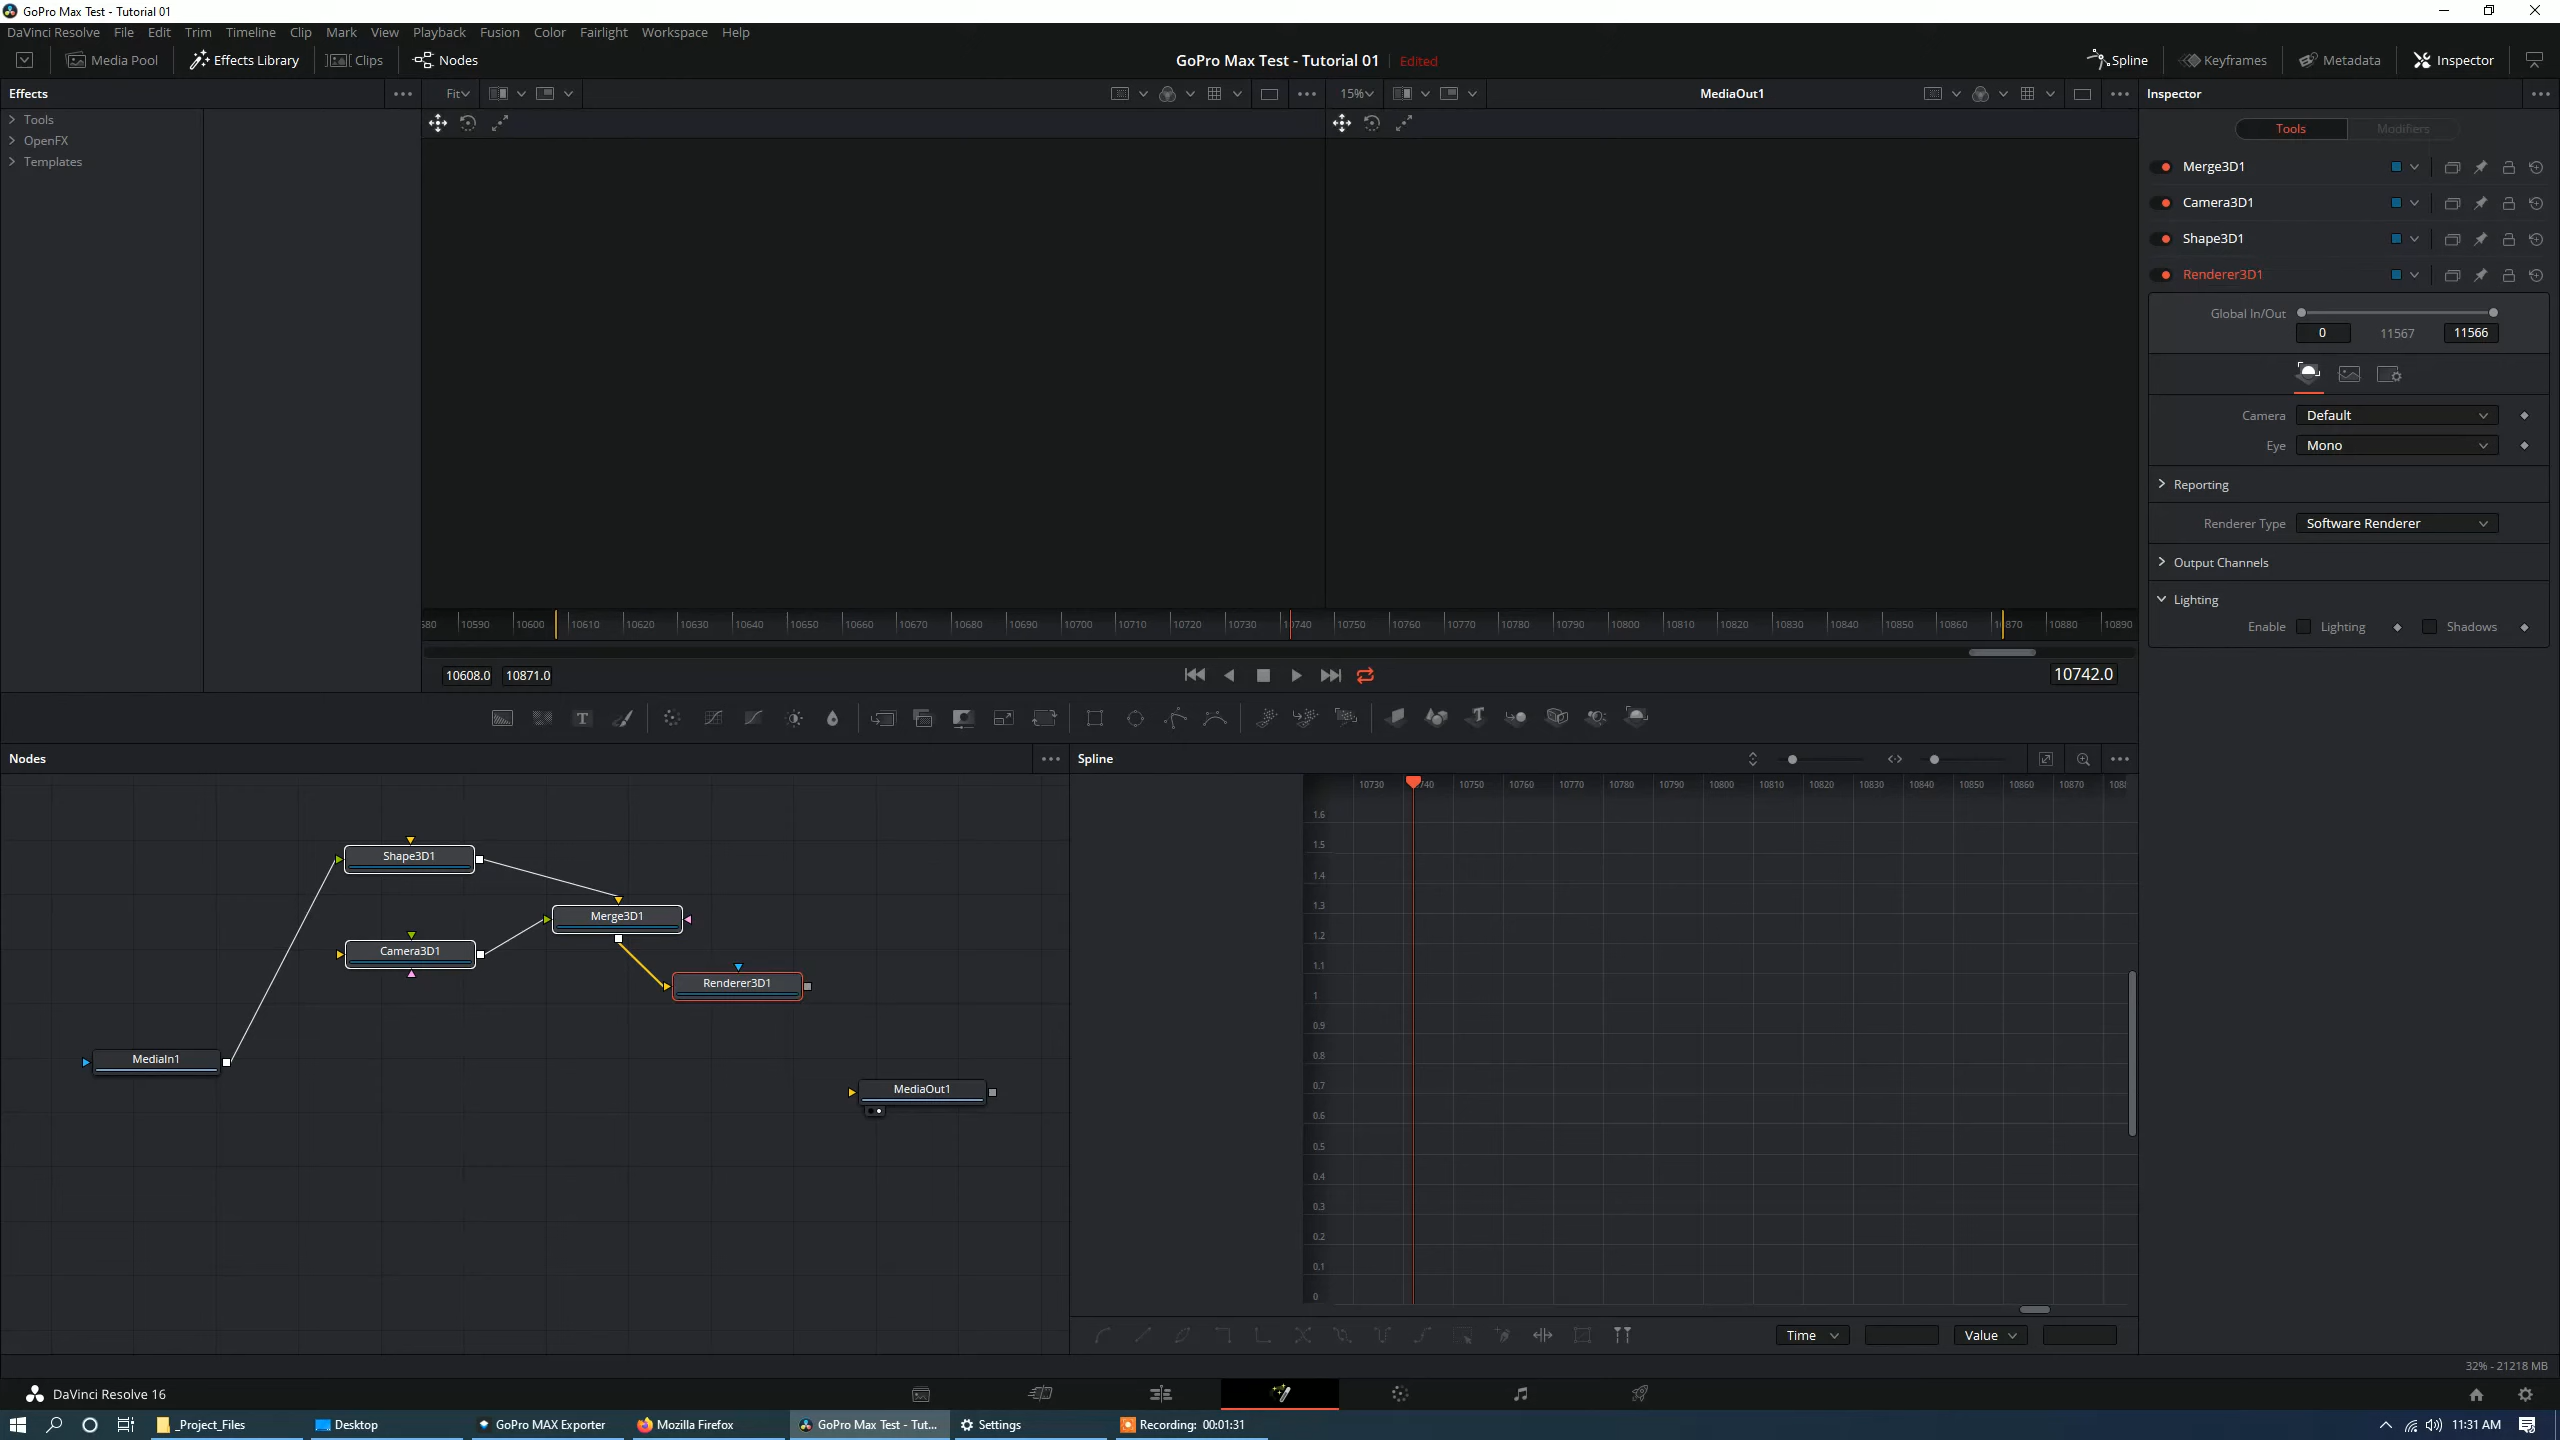 GoPro Max Test - Tutorial 01
DaVinci Resolve File Edit Trim Timeline Clip Mark View Playback Fusion Color Fairlight Workspace Help
Media Pool Effects Library Clips Nodes GoPro Max Test - Tutorial 01 Edited Spline Keyframes Metadata Inspector
Effects Fit 15% MediaOut1 Inspector
Tools
OpenFX
Templates
Tools Modifiers
Merge3D1
Camera3D1
Shape3D1
Renderer3D1
Global In/Out
0 11567 11566
Camera Default
Eye Mono
Reporting
Renderer Type Software Renderer
Output Channels
Lighting
Enable Lighting Shadows
580 10590 10600 10610 10620 10630 10640 10650 10660 10670 10680 10690 10700 10710 10720 10730 10740 10750 10760 10770 10780 10790 10800 10810 10820 10830 10840 10850 10860 10870 10880 10890
10608.0 10871.0 10742.0
T T
Nodes Spline
10730 10740 10750 10760 10770 10780 10790 10800 10810 10820 10830 10840 10850 10860 10870 1088
1.6
1.5
1.4
1.3
1.2
1.1
1
0.9
0.8
0.7
0.6
0.5
0.4
0.3
0.2
0.1
0
Shape3D1
Merge3D1
Camera3D1
Renderer3D1
MediaIn1
MediaOut1
Time Value
32% - 21218 MB
DaVinci Resolve 16
_Project_Files Desktop GoPro MAX Exporter Mozilla Firefox GoPro Max Test - Tut... Settings Recording: 00:01:31 11:31 AM